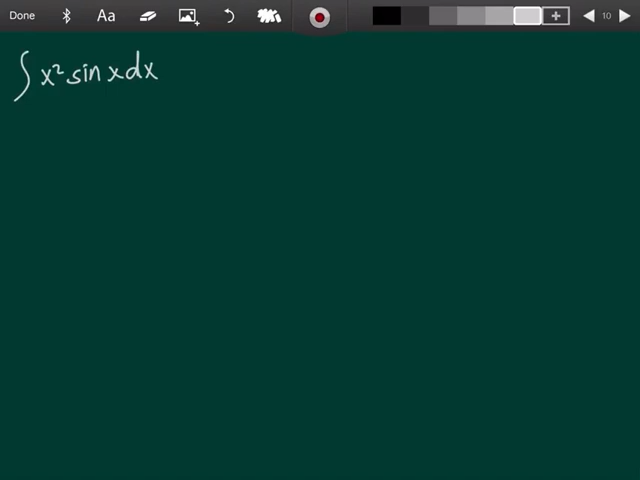 Done Aa 10
∫x² sin x dx